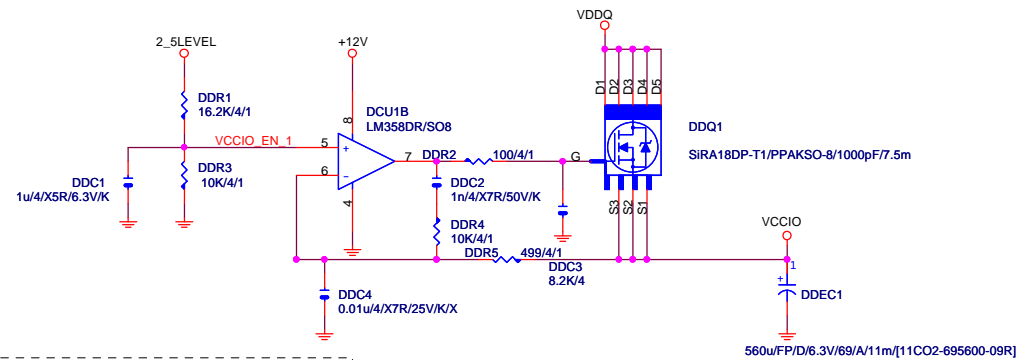 VDDQ
2_5LEVEL
+12V
D1
D2
D3
D4
D5
DDR1
16.2K/4/1
DCU1B
LM358DR/SO8
8
DDQ1
SiRA18DP-T1/PPAKSO-8/1000pF/7.5m
VCCIO_EN_1
5
+
7
DDR2
100/4/1
G
DDR3
10K/4/1
6
-
DDC1
1u/4/X5R/6.3V/K
DDC2
1n/4/X7R/50V/K
4
S3
S2
S1
DDR4
10K/4/1
VCCIO
DDR5
499/4/1
DDC3
8.2K/4
1
+
DDEC1
DDC4
0.01u/4/X7R/25V/K/X
560u/FP/D/6.3V/69/A/11m/[11CO2-695600-09R]